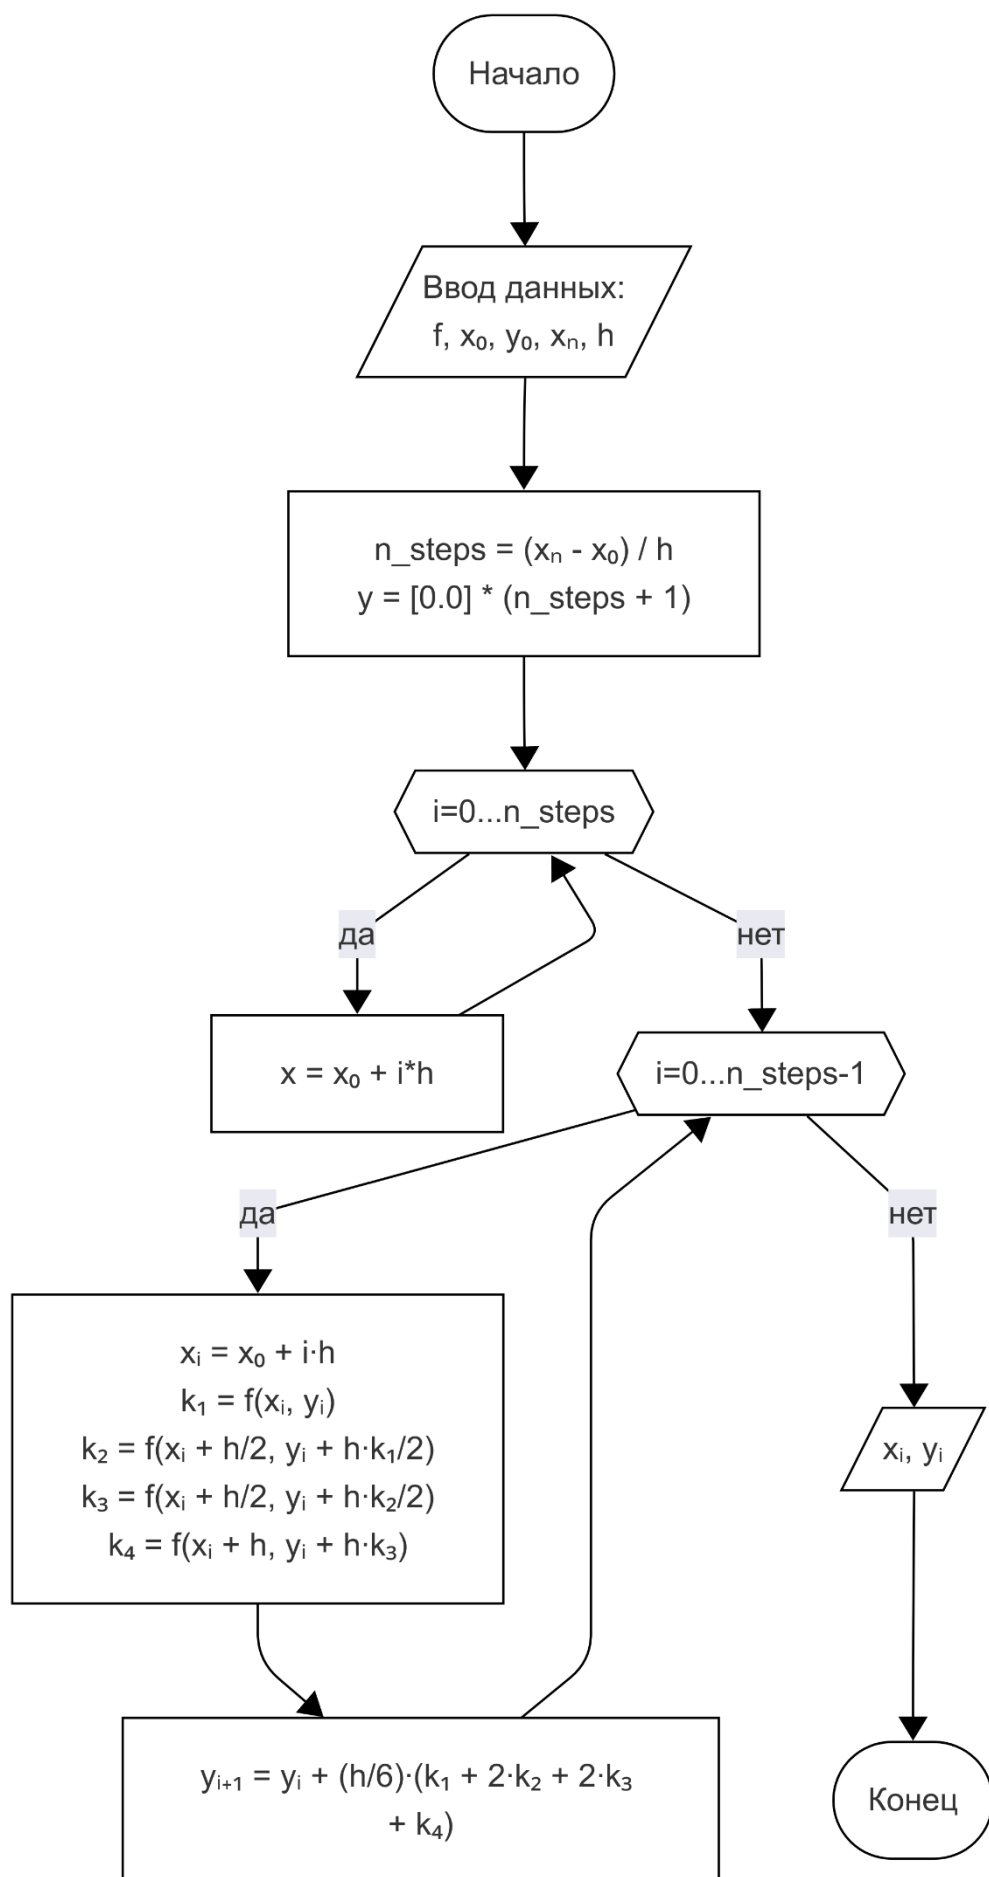 Начало
Ввод данных:
f, x₀, y₀, xₙ, h
n_steps = (xₙ - x₀) / h
y = [0.0] * (n_steps + 1)
i=0...n_steps
да
нет
x = x₀ + i*h
i=0...n_steps-1
да
нет
xᵢ = x₀ + i·h
k₁ = f(xᵢ, yᵢ)
k₂ = f(xᵢ + h/2, yᵢ + h·k₁/2)
k₃ = f(xᵢ + h/2, yᵢ + h·k₂/2)
k₄ = f(xᵢ + h, yᵢ + h·k₃)
xᵢ, yᵢ
yᵢ₊₁ = yᵢ + (h/6)·(k₁ + 2·k₂ + 2·k₃
+ k₄)
Конец